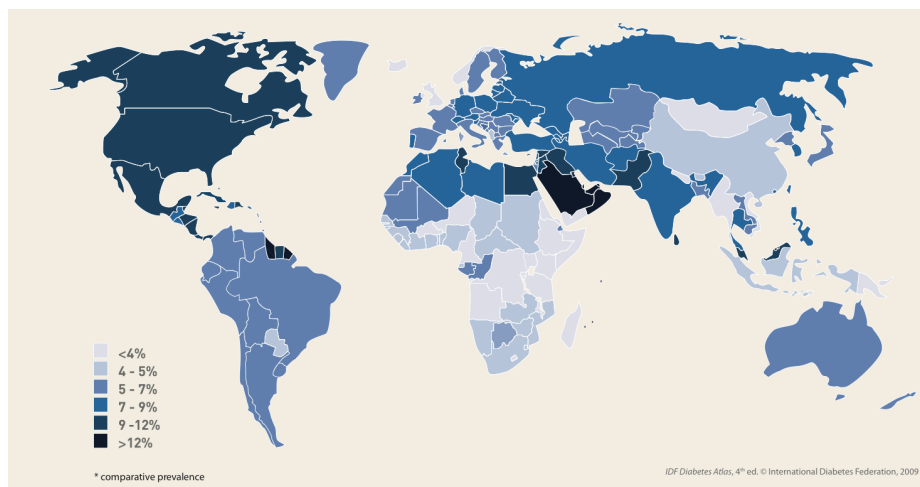 <4%
4 - 5%
5 - 7%
7 - 9%
9 -12%
>12%
* comparative prevalence
IDF Diabetes Atlas, 4th ed. © International Diabetes Federation, 2009